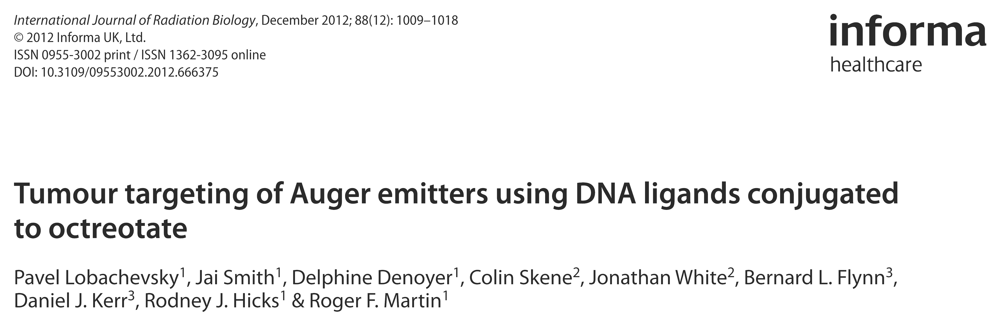 International Journal of Radiation Biology, December 2012; 88(12): 1009–1018
© 2012 Informa UK, Ltd.
ISSN 0955-3002 print / ISSN 1362-3095 online
DOI: 10.3109/09553002.2012.666375
informa
healthcare
Tumour targeting of Auger emitters using DNA ligands conjugated
to octreotate
Pavel Lobachevsky1, Jai Smith1, Delphine Denoyer1, Colin Skene2, Jonathan White2, Bernard L. Flynn3,
Daniel J. Kerr3, Rodney J. Hicks1 & Roger F. Martin1